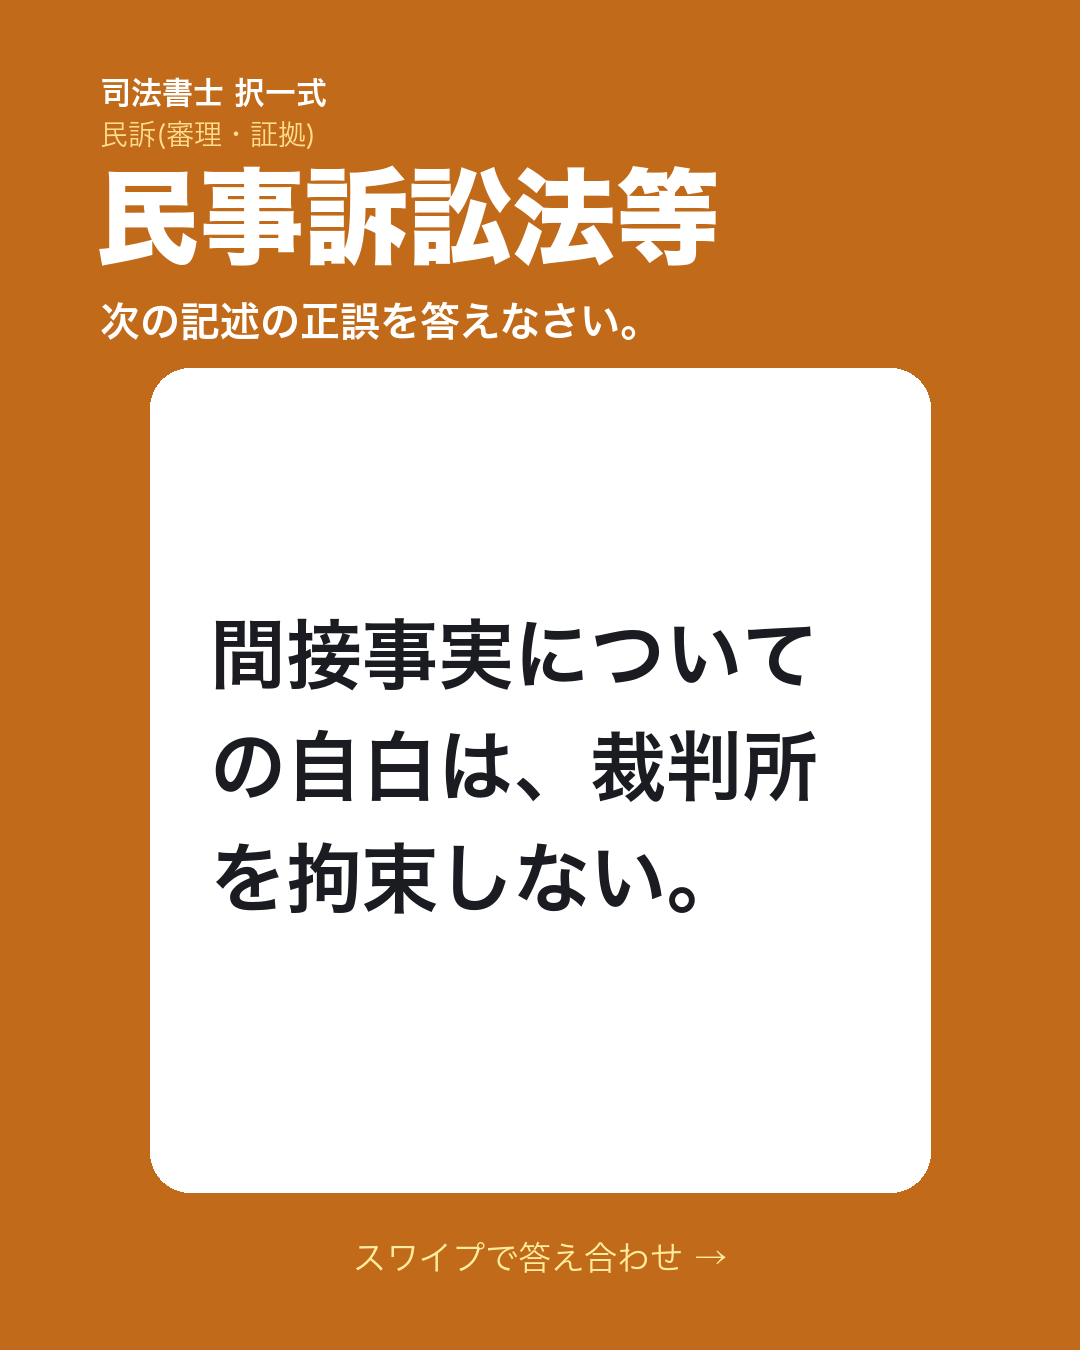 司法書士 択一式
民訴(審理・証拠)
民事訴訟法等
次の記述の正誤を答えなさい。
間接事実について
の自白は、裁判所
を拘束しない。
スワイプで答え合わせ →